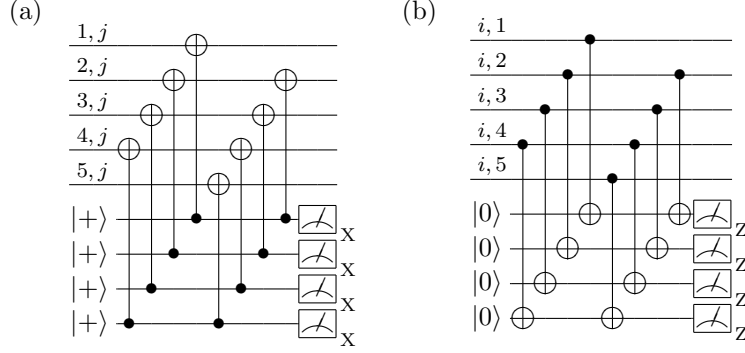 (a)
1, j
2, j
3, j
4, j
5, j
|+⟩
X
|+⟩
X
|+⟩
X
|+⟩
X
(b)
i, 1
i, 2
i, 3
i, 4
i, 5
|0⟩
Z
|0⟩
Z
|0⟩
Z
|0⟩
Z